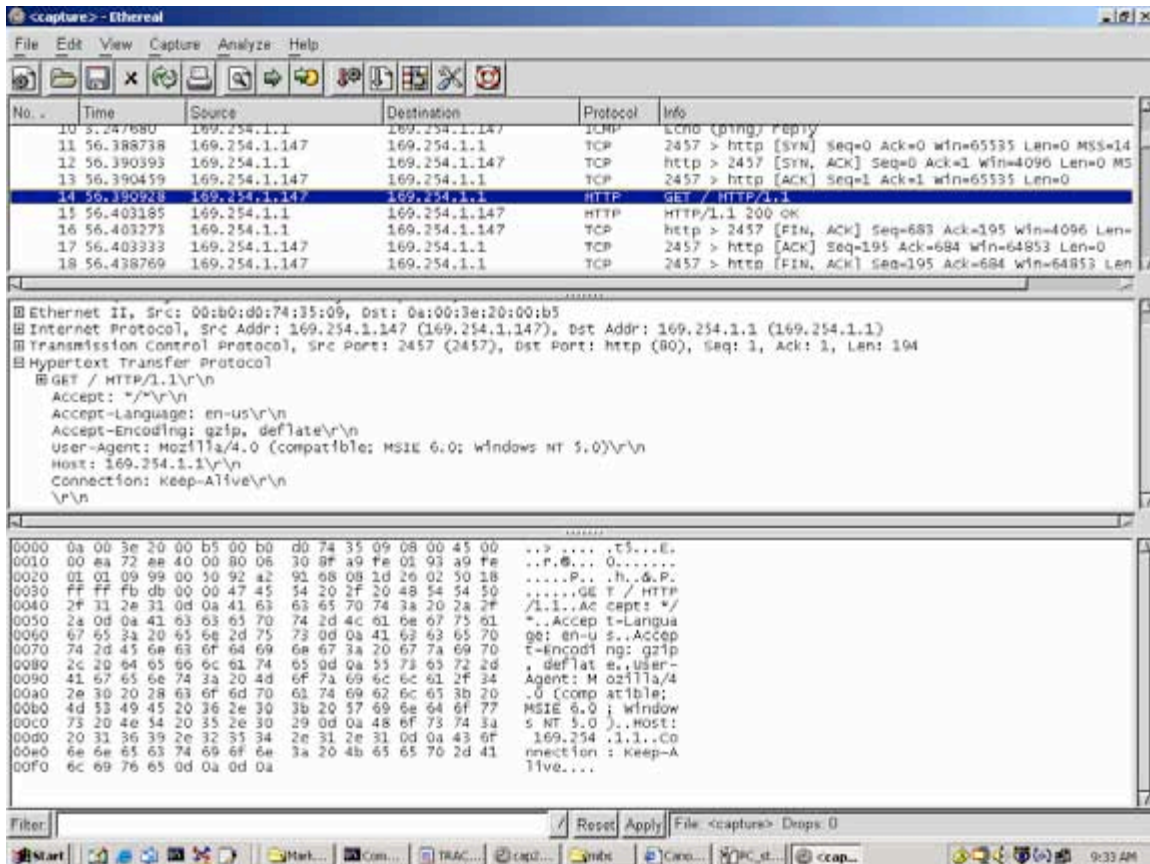 <capture> - Ethereal
File Edit View Capture Analyze Help
No. . Time Source Destination Protocol Info
10 3.247680 169.254.1.1 169.254.1.147 ICMP Echo (ping) reply
11 56.388738 169.254.1.147 169.254.1.1 TCP 2457 > http [SYN] Seq=0 Ack=0 Win=65535 Len=0 MSS=14
12 56.390393 169.254.1.1 169.254.1.147 TCP http > 2457 [SYN, ACK] Seq=0 Ack=1 Win=4096 Len=0 MS
13 56.390459 169.254.1.147 169.254.1.1 TCP 2457 > http [ACK] Seq=1 Ack=1 Win=65535 Len=0
14 56.390928 169.254.1.147 169.254.1.1 HTTP GET / HTTP/1.1
15 56.403185 169.254.1.1 169.254.1.147 HTTP HTTP/1.1 200 OK
16 56.403273 169.254.1.1 169.254.1.147 TCP http > 2457 [FIN, ACK] Seq=683 Ack=195 Win=4096 Len=
17 56.403333 169.254.1.147 169.254.1.1 TCP 2457 > http [ACK] Seq=195 Ack=684 Win=64853 Len=0
18 56.438769 169.254.1.147 169.254.1.1 TCP 2457 > http [FIN, ACK] Seq=195 Ack=684 Win=64853 Len
Ethernet II, Src: 00:b0:d0:74:35:09, Dst: 0a:00:3e:20:00:b5
Internet Protocol, Src Addr: 169.254.1.147 (169.254.1.147), Dst Addr: 169.254.1.1 (169.254.1.1)
Transmission Control Protocol, Src Port: 2457 (2457), Dst Port: http (80), Seq: 1, Ack: 1, Len: 194
Hypertext Transfer Protocol
GET / HTTP/1.1\r\n
Accept: */*\r\n
Accept-Language: en-us\r\n
Accept-Encoding: gzip, deflate\r\n
User-Agent: Mozilla/4.0 (compatible; MSIE 6.0; Windows NT 5.0)\r\n
Host: 169.254.1.1\r\n
Connection: Keep-Alive\r\n
\r\n
0000 0a 00 3e 20 00 b5 00 b0 d0 74 35 09 08 00 45 00 ..> .... .t5...E.
0010 00 ea 72 ee 40 00 80 06 30 8f a9 fe 01 93 a9 fe ..r.@... 0.......
0020 01 01 09 99 00 50 92 a2 91 68 08 1d 26 02 50 18 .....P.. .h..&.P.
0030 ff ff fb db 00 00 47 45 54 20 2f 20 48 54 54 50 ......GE T / HTTP
0040 2f 31 2e 31 0d 0a 41 63 63 65 70 74 3a 20 2a 2f /1.1..Ac cept: */
0050 2a 0d 0a 41 63 63 65 70 74 2d 4c 61 6e 67 75 61 *..Accep t-Langua
0060 67 65 3a 20 65 6e 2d 75 73 0d 0a 41 63 63 65 70 ge: en-u s..Accep
0070 74 2d 45 6e 63 6f 64 69 6e 67 3a 20 67 7a 69 70 t-Encodi ng: gzip
0080 2c 20 64 65 66 6c 61 74 65 0d 0a 55 73 65 72 2d , deflat e..User-
0090 41 67 65 6e 74 3a 20 4d 6f 7a 69 6c 6c 61 2f 34 Agent: M ozilla/4
00a0 2e 30 20 28 63 6f 6d 70 61 74 69 62 6c 65 3b 20 .0 (comp atible;
00b0 4d 53 49 45 20 36 2e 30 3b 20 57 69 6e 64 6f 77 MSIE 6.0 ; Window
00c0 73 20 4e 54 20 35 2e 30 29 0d 0a 48 6f 73 74 3a s NT 5.0 )..Host:
00d0 20 31 36 39 2e 32 35 34 2e 31 2e 31 0d 0a 43 6f 169.254 .1.1..Co
00e0 6e 6e 65 63 74 69 6f 6e 3a 20 4b 65 65 70 2d 41 nnection : Keep-A
00f0 6c 69 76 65 0d 0a 0d 0a live....
Filter: / Reset Apply File: <capture> Drops: 0
Start Mark... Com... TRAC... cap2... mibs Cano... PC_st... <cap... 9:33 AM